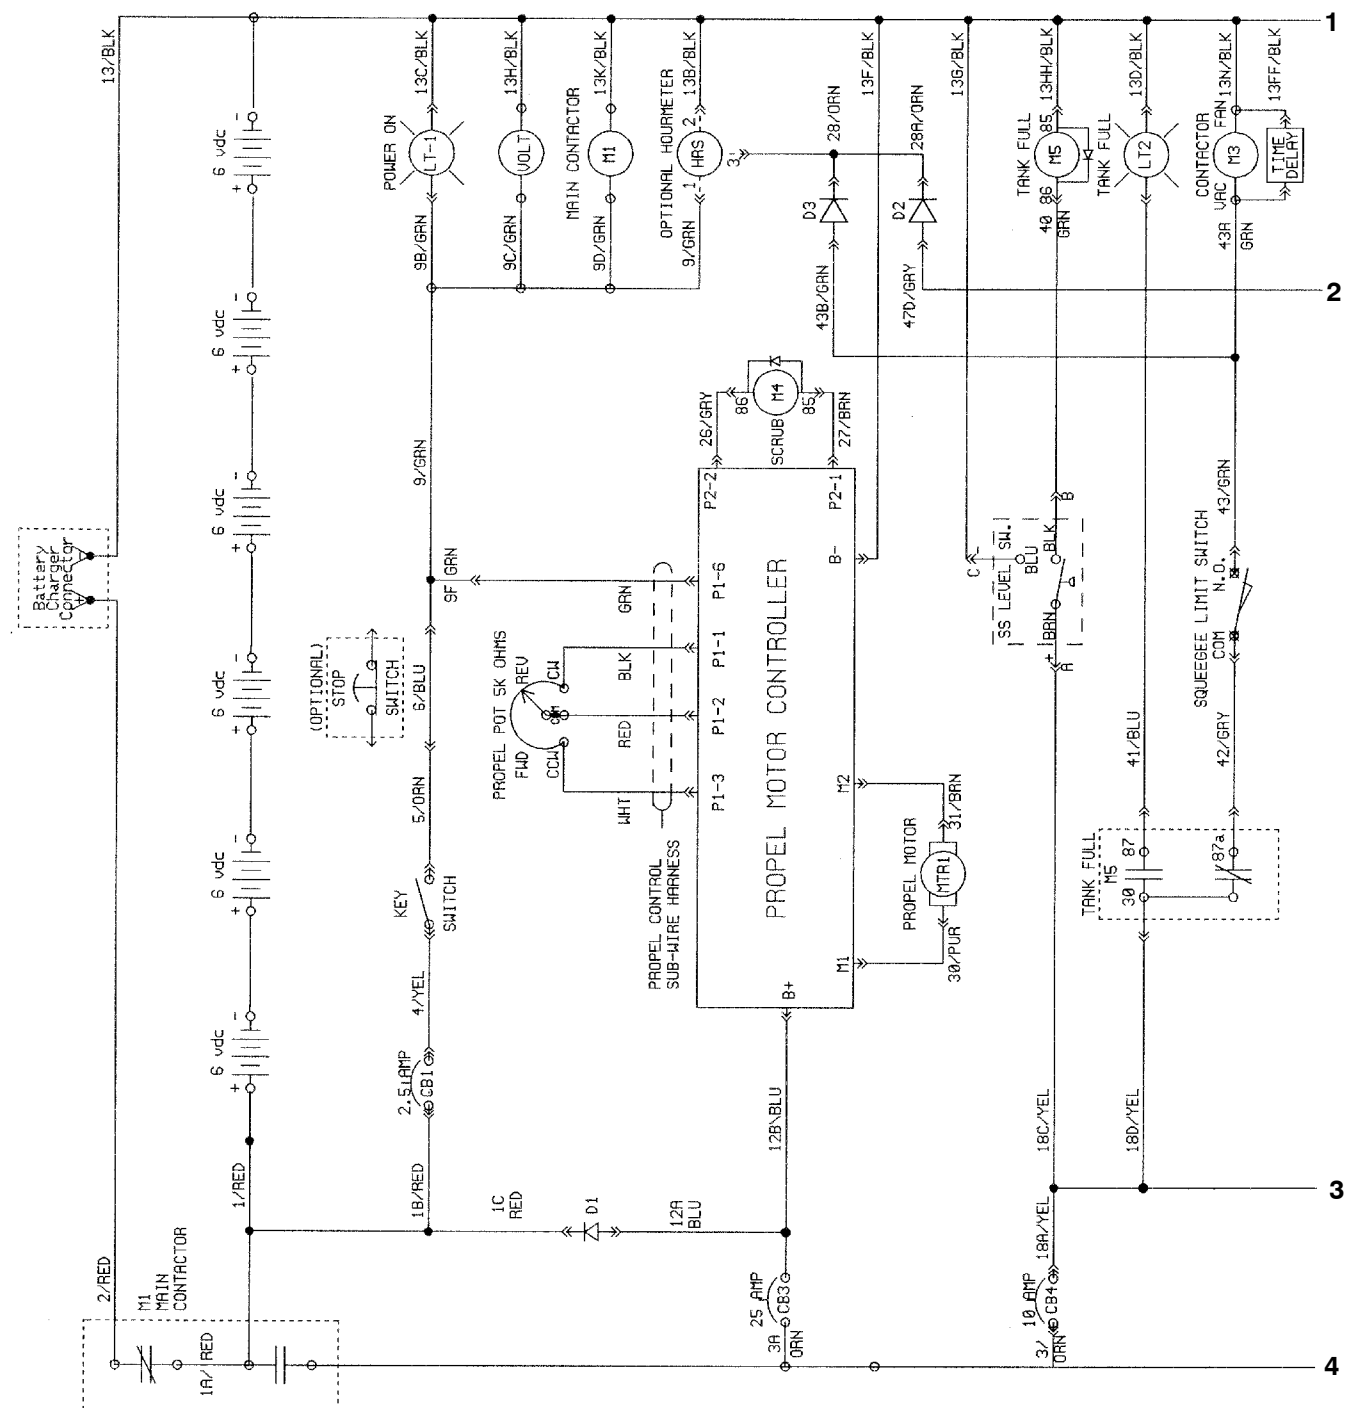 1
2
3
4
13/BLK
13C/BLK
13H/BLK
13K/BLK
13B/BLK
13F/BLK
13G/BLK
13HH/BLK
13D/BLK
13N/BLK
13FF/BLK
6 vdc
- +
POWER ON
LT-1
VOLT
MAIN CONTACTOR
M1
OPTIONAL HOURMETER
HRS
1
2
3
28/ORN
28A/ORN
D3
D2
TANK FULL
M5
85
86
TANK FULL
LT2
CONTACTOR
VAC FAN
M3
TIME
DELAY
9B/GRN
9C/GRN
9D/GRN
9/GRN
43B/GRN
47D/GRY
40
GRN
43A
GRN
6 vdc
- +
6 vdc
- +
6 vdc
- +
6 vdc
- +
6 vdc
- +
Battery
Charger
Connector
+
9/GRN
9F GRN
26/GRY
86
M4
85
SCRUB
27/BRN
P2-2
P2-1
B-
P1-6
P1-1
P1-2
P1-3
PROPEL MOTOR CONTROLLER
M2
M1
B+
GRN
BLK
RED
WHT
PROPEL POT 5K OHMS
FWD
REV
CW
CCW
PROPEL CONTROL
SUB-WIRE HARNESS
(OPTIONAL)
STOP
SWITCH
6/BLU
5/ORN
KEY
SWITCH
4/YEL
2.5 AMP
CB1
1B/RED
1/RED
1C
RED
D1
12A
BLU
12B\BLU
PROPEL MOTOR
MTR1
31/BRN
30/PUR
C -
SS LEVEL SW.
BLU
BLK
B
+ BRN
A
43/GRN
SQUEEGEE LIMIT SWITCH
COM N.O.
42/GRY
41/BLU
TANK FULL
M5
30
87
87a
18C/YEL
18D/YEL
18A/YEL
10 AMP
CB4
3/
ORN
25 AMP
CB3
3A
ORN
2/RED
M1
MAIN
CONTACTOR
1A/ RED